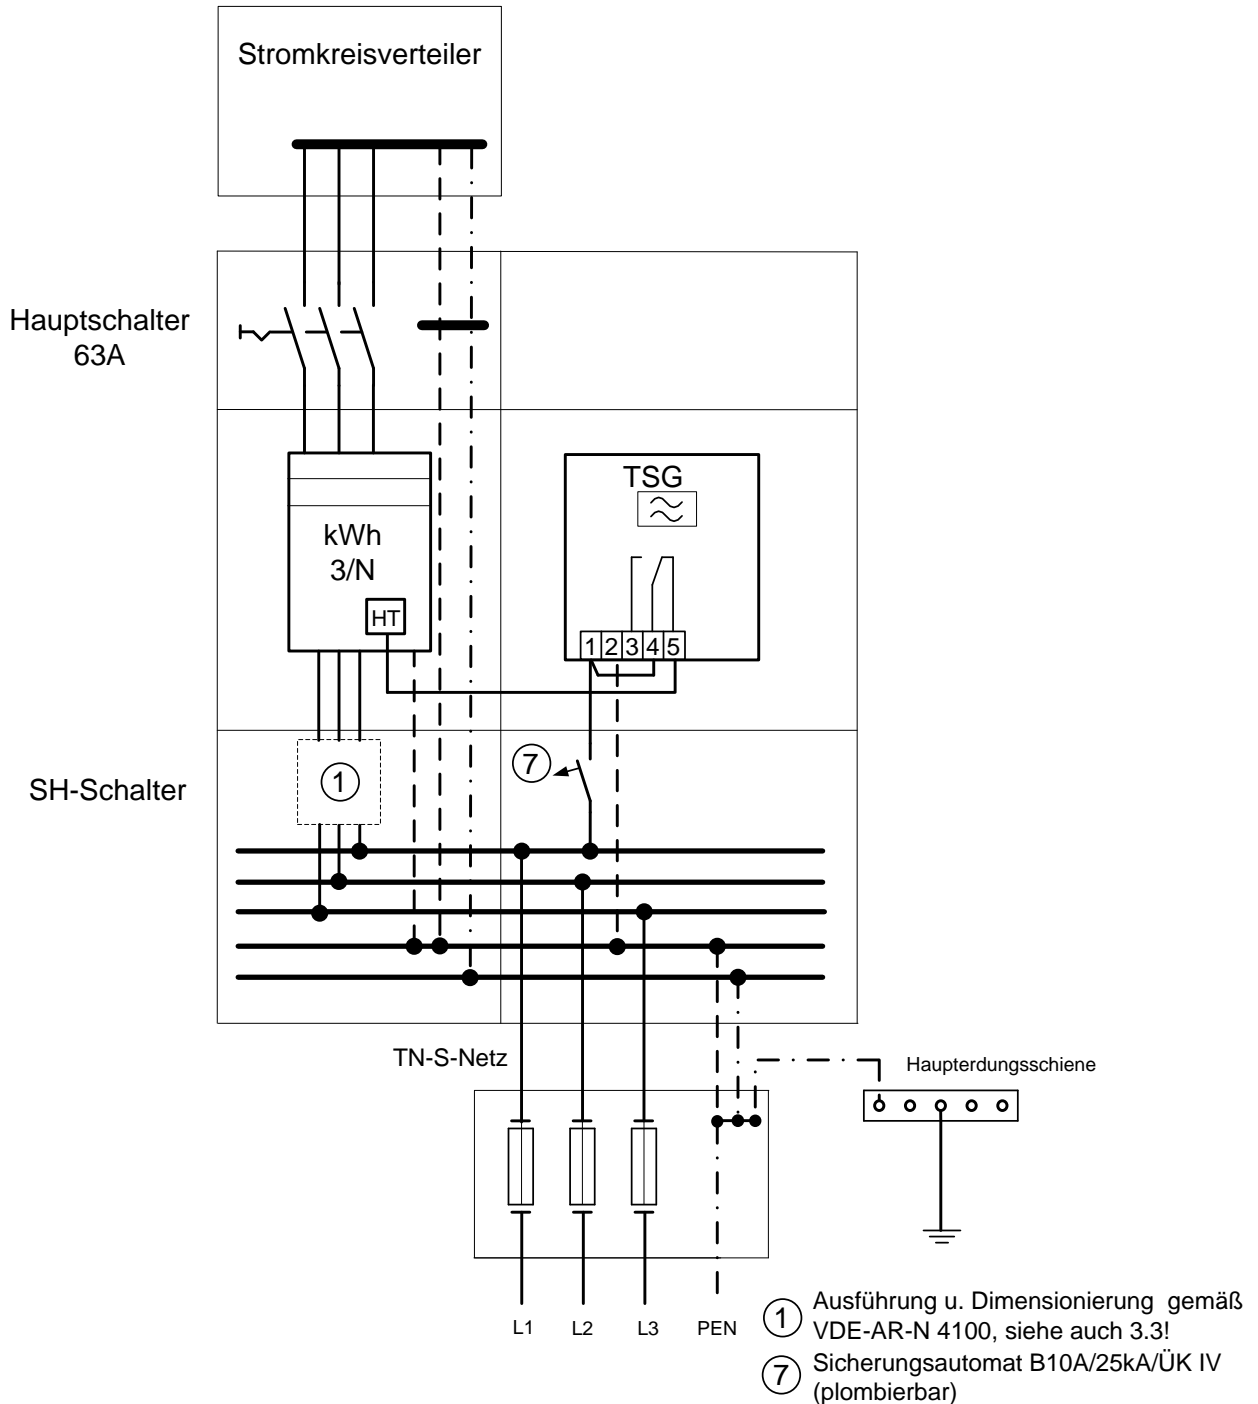 Stromkreisverteiler
Hauptschalter
63A
TSG
kWh
3/N
HT
1 2 3 4 5
7
1
SH-Schalter
TN-S-Netz
Haupterdungsschiene
L1 L2 L3 PEN
1 Ausführung u. Dimensionierung gemäß
VDE-AR-N 4100, siehe auch 3.3!
7 Sicherungsautomat B10A/25kA/ÜK IV
(plombierbar)